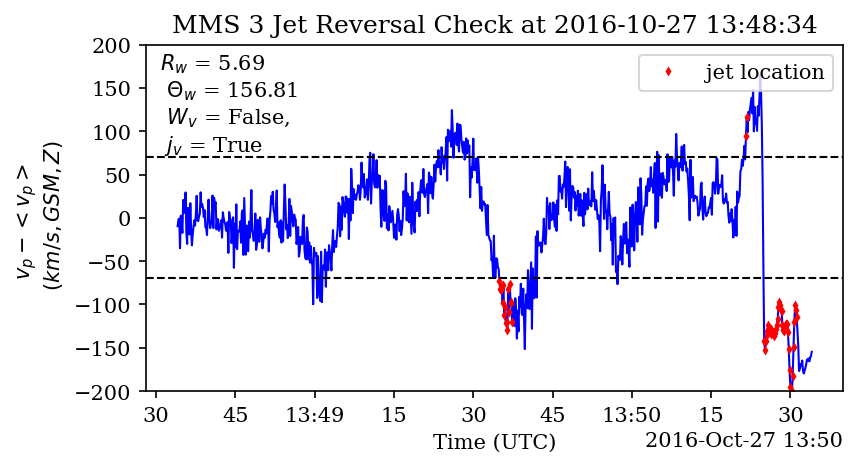 MMS 3 Jet Reversal Check at 2016-10-27 13:48:34
R_w = 5.69
Θ_w = 156.81
W_v = False,
j_v = True
jet location
200
150
100
50
0
−50
−100
−150
−200
v_p − < v_p >
(km/s, GSM, Z)
30 45 13:49 15 30 45 13:50 15 30
Time (UTC)
2016-Oct-27 13:50